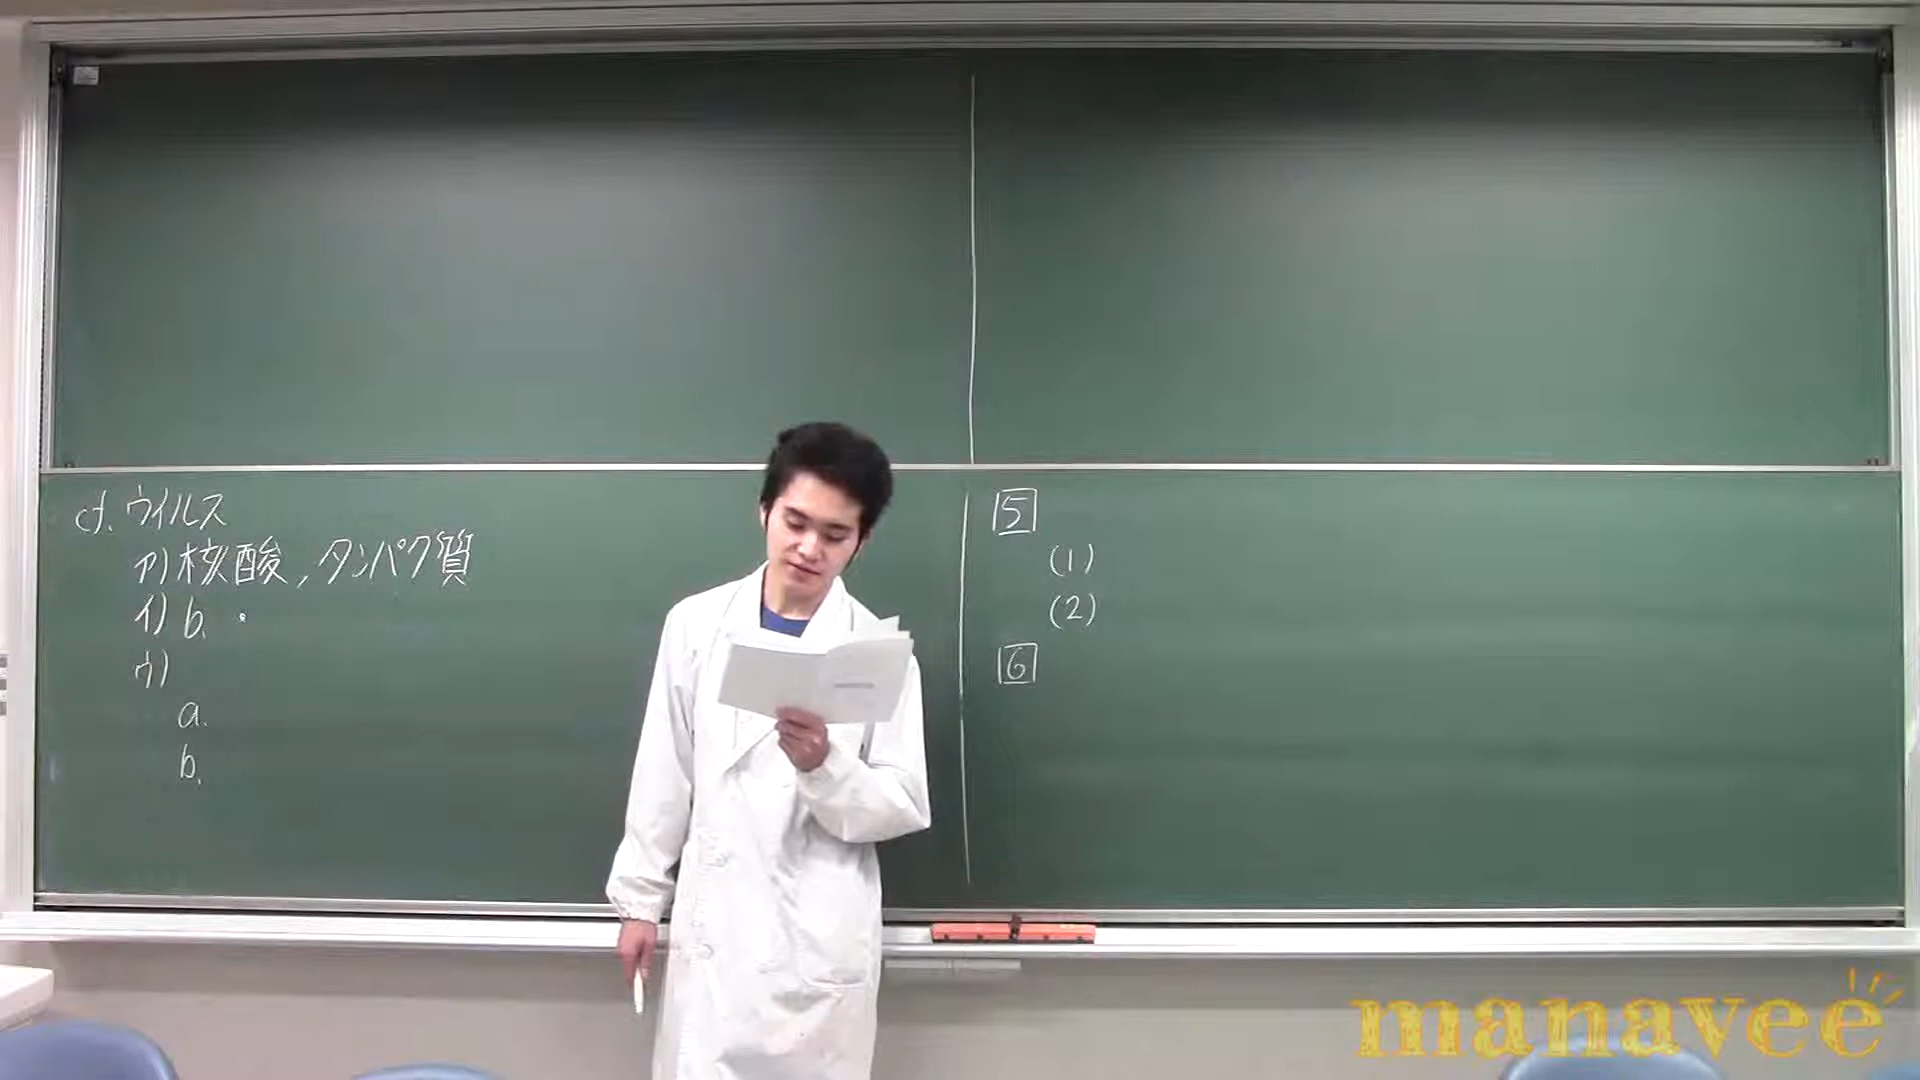 cf. ウイルス
ア) 核酸, タンパク質
イ) b. ・
ウ)
a.
b.
5
(1)
(2)
6
manavee